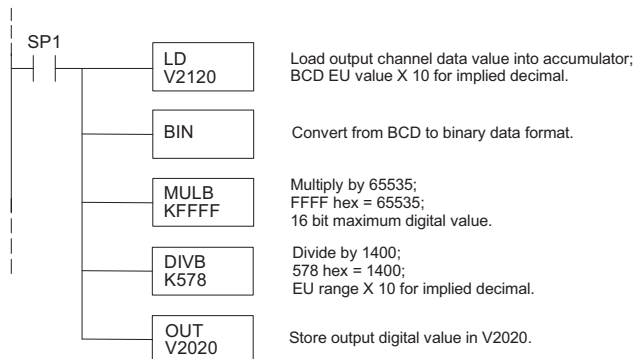 SP1
LD
V2120
Load output channel data value into accumulator;
BCD EU value X 10 for implied decimal.
BIN
Convert from BCD to binary data format.
MULB
KFFFF
Multiply by 65535;
FFFF hex = 65535;
16 bit maximum digital value.
DIVB
K578
Divide by 1400;
578 hex = 1400;
EU range X 10 for implied decimal.
OUT
V2020
Store output digital value in V2020.